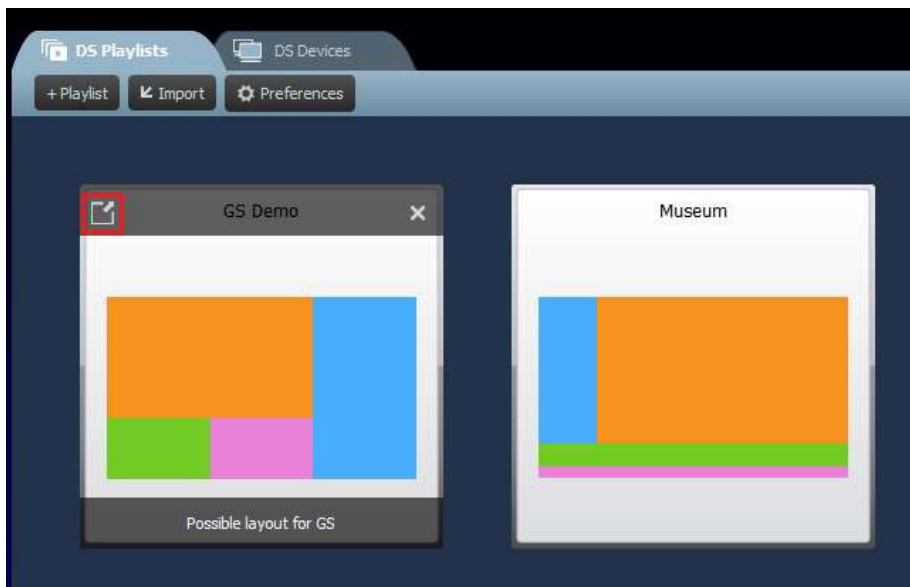 DS Playlists
DS Devices
+ Playlist
Import
Preferences
GS Demo
Museum
Possible layout for GS